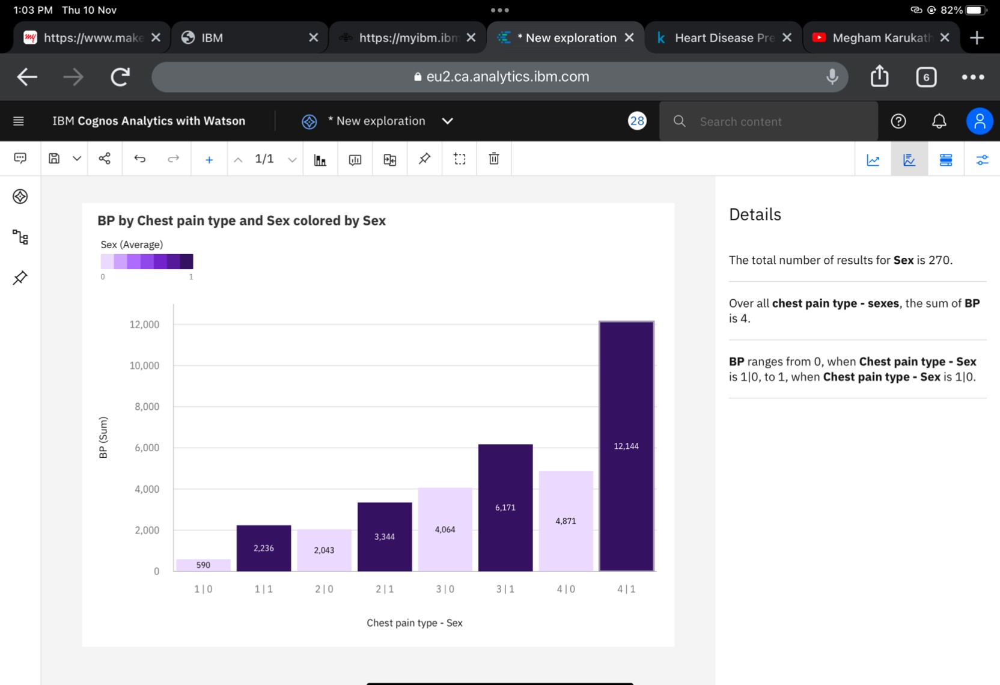 1:03 PM Thu 10 Nov
82%
https://www.make
IBM
https://myibm.ibm
* New exploration
Heart Disease Pre
Megham Karukath
eu2.ca.analytics.ibm.com
6
IBM Cognos Analytics with Watson
* New exploration
28
Search content
1/1
BP by Chest pain type and Sex colored by Sex
Sex (Average)
0 1
BP (Sum)
12,000
10,000
8,000
6,000
4,000
2,000
0
590
2,236
2,043
3,344
4,064
6,171
4,871
12,144
1|0 1|1 2|0 2|1 3|0 3|1 4|0 4|1
Chest pain type - Sex
Details
The total number of results for Sex is 270.
Over all chest pain type - sexes, the sum of BP
is 4.
BP ranges from 0, when Chest pain type - Sex
is 1|0, to 1, when Chest pain type - Sex is 1|0.